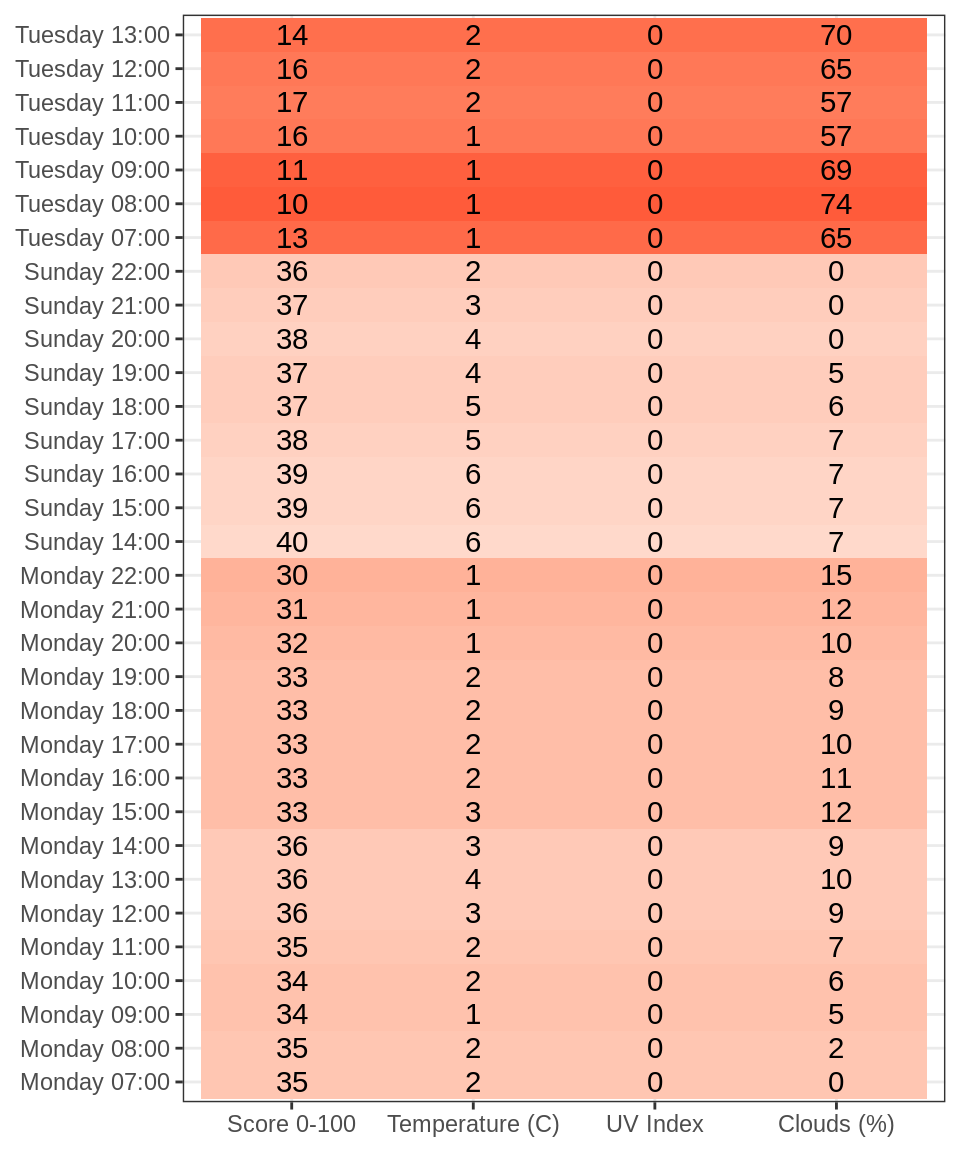 Tuesday 13:00 14 2 0 70
Tuesday 12:00 16 2 0 65
Tuesday 11:00 17 2 0 57
Tuesday 10:00 16 1 0 57
Tuesday 09:00 11 1 0 69
Tuesday 08:00 10 1 0 74
Tuesday 07:00 13 1 0 65
Sunday 22:00 36 2 0 0
Sunday 21:00 37 3 0 0
Sunday 20:00 38 4 0 0
Sunday 19:00 37 4 0 5
Sunday 18:00 37 5 0 6
Sunday 17:00 38 5 0 7
Sunday 16:00 39 6 0 7
Sunday 15:00 39 6 0 7
Sunday 14:00 40 6 0 7
Monday 22:00 30 1 0 15
Monday 21:00 31 1 0 12
Monday 20:00 32 1 0 10
Monday 19:00 33 2 0 8
Monday 18:00 33 2 0 9
Monday 17:00 33 2 0 10
Monday 16:00 33 2 0 11
Monday 15:00 33 3 0 12
Monday 14:00 36 3 0 9
Monday 13:00 36 4 0 10
Monday 12:00 36 3 0 9
Monday 11:00 35 2 0 7
Monday 10:00 34 2 0 6
Monday 09:00 34 1 0 5
Monday 08:00 35 2 0 2
Monday 07:00 35 2 0 0
Score 0-100 Temperature (C) UV Index Clouds (%)